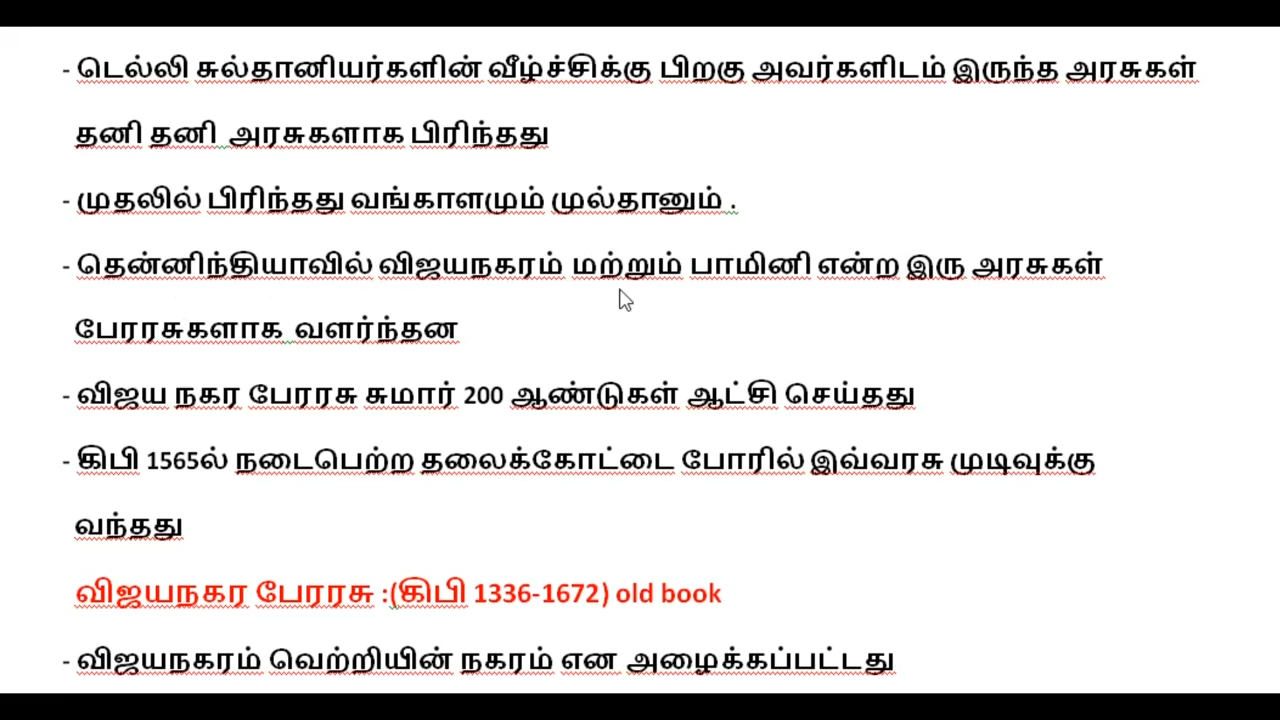 - டெல்லி சுல்தானியர்களின் வீழ்ச்சிக்கு பிறகு அவர்களிடம் இருந்த அரசுகள்
தனி தனி அரசுகளாக பிரிந்தது
- முதலில் பிரிந்தது வங்காளமும் முல்தானும் .
- தென்னிந்தியாவில் விஜயநகரம் மற்றும் பாமினி என்ற இரு அரசுகள்
பேரரசுகளாக வளர்ந்தன
- விஜய நகர பேரரசு சுமார் 200 ஆண்டுகள் ஆட்சி செய்தது
- கிபி 1565ல் நடைபெற்ற தலைக்கோட்டை போரில் இவ்வரசு முடிவுக்கு
வந்தது
விஜயநகர பேரரசு :(கிபி 1336-1672) old book
- விஜயநகரம் வெற்றியின் நகரம் என அழைக்கப்பட்டது